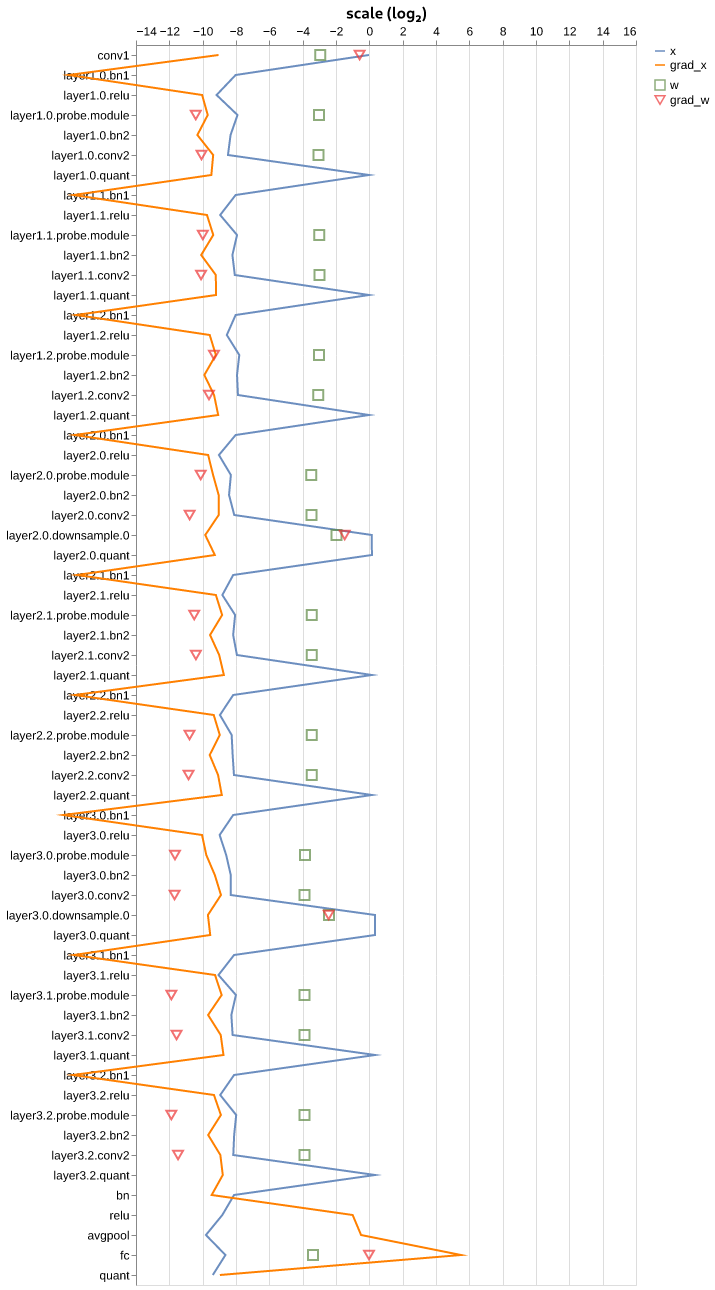 scale (log₂)
−14 −12 −10 −8 −6 −4 −2 0 2 4 6 8 10 12 14 16
x
grad_x
w
grad_w
conv1
layer1.0.bn1
layer1.0.relu
layer1.0.probe.module
layer1.0.bn2
layer1.0.conv2
layer1.0.quant
layer1.1.bn1
layer1.1.relu
layer1.1.probe.module
layer1.1.bn2
layer1.1.conv2
layer1.1.quant
layer1.2.bn1
layer1.2.relu
layer1.2.probe.module
layer1.2.bn2
layer1.2.conv2
layer1.2.quant
layer2.0.bn1
layer2.0.relu
layer2.0.probe.module
layer2.0.bn2
layer2.0.conv2
layer2.0.downsample.0
layer2.0.quant
layer2.1.bn1
layer2.1.relu
layer2.1.probe.module
layer2.1.bn2
layer2.1.conv2
layer2.1.quant
layer2.2.bn1
layer2.2.relu
layer2.2.probe.module
layer2.2.bn2
layer2.2.conv2
layer2.2.quant
layer3.0.bn1
layer3.0.relu
layer3.0.probe.module
layer3.0.bn2
layer3.0.conv2
layer3.0.downsample.0
layer3.0.quant
layer3.1.bn1
layer3.1.relu
layer3.1.probe.module
layer3.1.bn2
layer3.1.conv2
layer3.1.quant
layer3.2.bn1
layer3.2.relu
layer3.2.probe.module
layer3.2.bn2
layer3.2.conv2
layer3.2.quant
bn
relu
avgpool
fc
quant